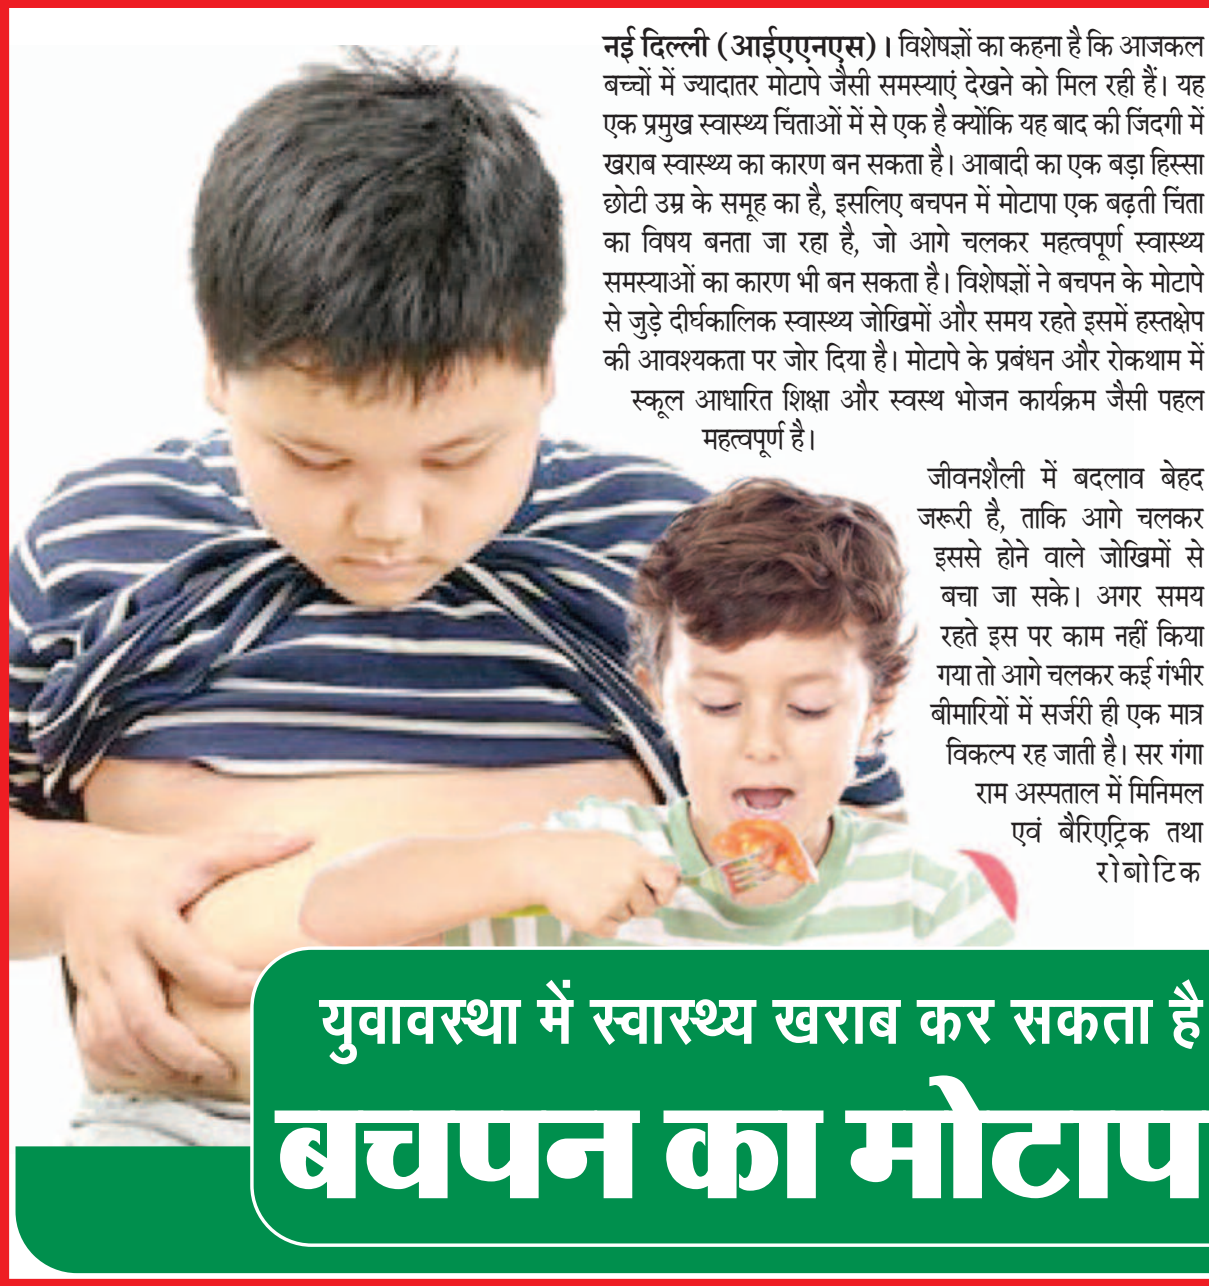 नई दिल्ली (आईएएनएस)। विशेषज्ञों का कहना है कि आजकल
बच्चों में ज्यादातर मोटापे जैसी समस्याएं देखने को मिल रही हैं। यह
एक प्रमुख स्वास्थ्य चिंताओं में से एक है क्योंकि यह बाद की जिंदगी में
खराब स्वास्थ्य का कारण बन सकता है। आबादी का एक बड़ा हिस्सा
छोटी उम्र के समूह का है, इसलिए बचपन में मोटापा एक बढ़ती चिंता
का विषय बनता जा रहा है, जो आगे चलकर महत्वपूर्ण स्वास्थ्य
समस्याओं का कारण भी बन सकता है। विशेषज्ञों ने बचपन के मोटापे
से जुड़े दीर्घकालिक स्वास्थ्य जोखिमों और समय रहते इसमें हस्तक्षेप
की आवश्यकता पर जोर दिया है। मोटापे के प्रबंधन और रोकथाम में
स्कूल आधारित शिक्षा और स्वस्थ भोजन कार्यक्रम जैसी पहल
महत्वपूर्ण है।
जीवनशैली में बदलाव बेहद
जरूरी है, ताकि आगे चलकर
इससे होने वाले जोखिमों से
बचा जा सके। अगर समय
रहते इस पर काम नहीं किया
गया तो आगे चलकर कई गंभीर
बीमारियों में सर्जरी ही एक मात्र
विकल्प रह जाती है। सर गंगा
राम अस्पताल में मिनिमल
एवं बैरिएट्रिक तथा
रोबोटिक
युवावस्था में स्वास्थ्य खराब कर सकता है
बचपन का मोटाप